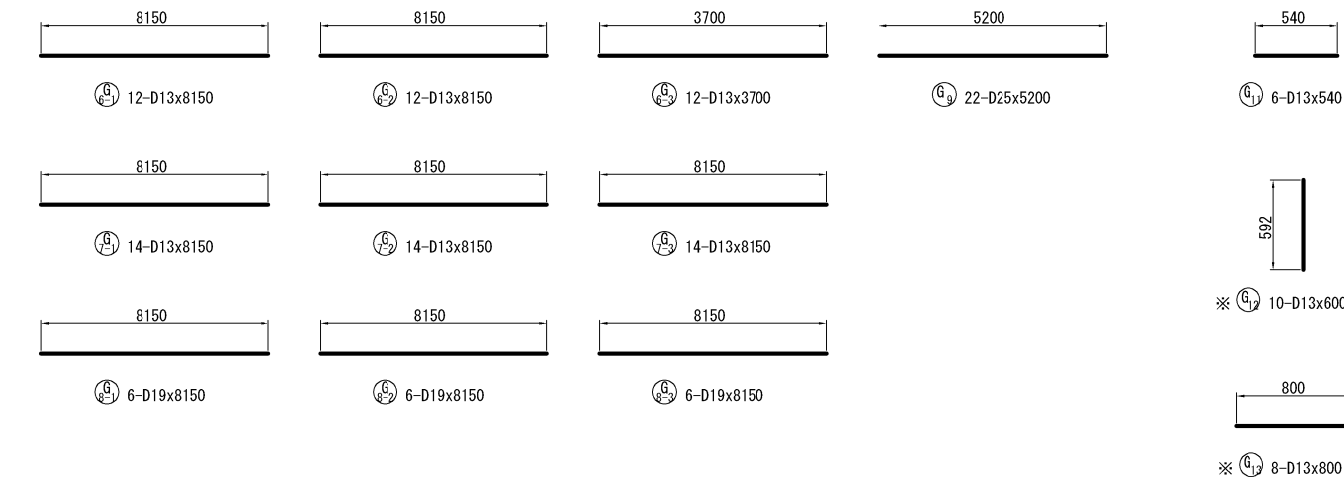 8150 8150 3700 5200 540
G6-1 12-D13x8150 G6-2 12-D13x8150 G6-3 12-D13x3700 G9 22-D25x5200 G11 6-D13x540
8150 8150 8150
592
G7-1 14-D13x8150 G7-2 14-D13x8150 G7-3 14-D13x8150
※ G12 10-D13x600
8150 8150 8150
G8-1 6-D19x8150 G8-2 6-D19x8150 G8-3 6-D19x8150
800
※ G13 8-D13x800